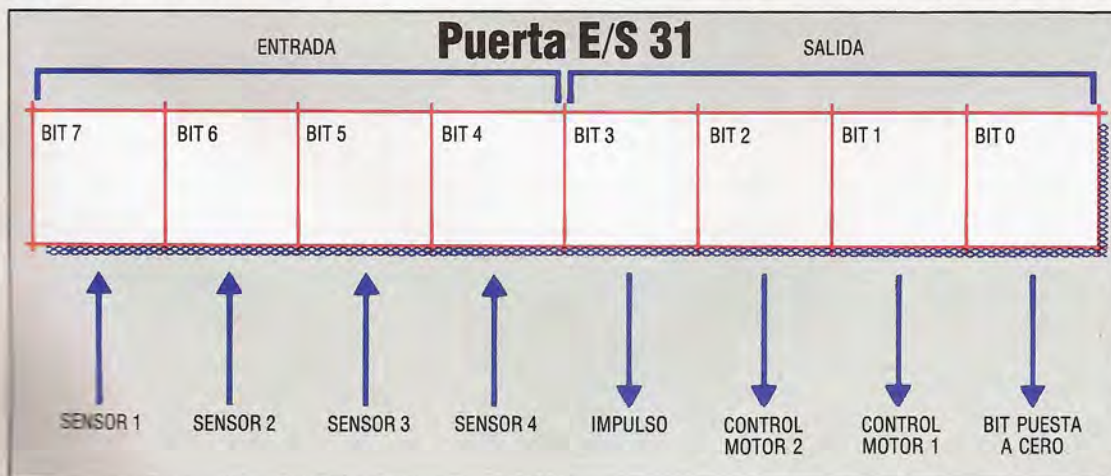 Puerta E/S 31
ENTRADA
SALIDA
BIT 7
BIT 6
BIT 5
BIT 4
BIT 3
BIT 2
BIT 1
BIT 0
SENSOR 1
SENSOR 2
SENSOR 3
SENSOR 4
IMPULSO
CONTROL
MOTOR 2
CONTROL
MOTOR 1
BIT PUESTA
A CERO